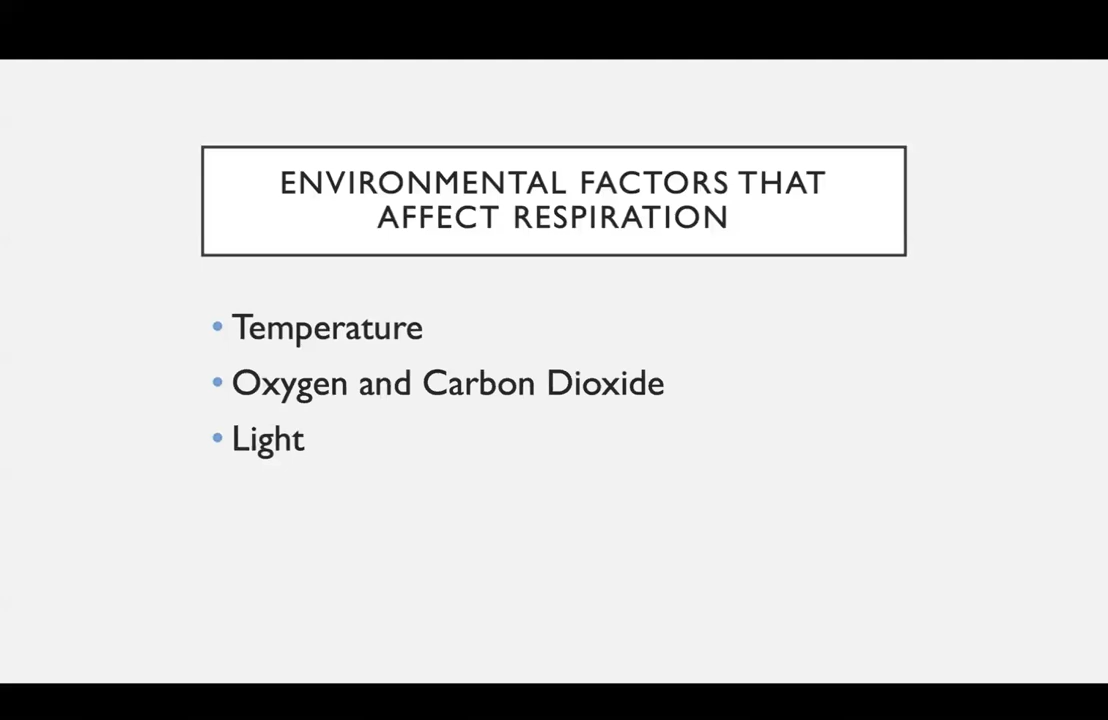 ENVIRONMENTAL FACTORS THAT
AFFECT RESPIRATION
• Temperature
• Oxygen and Carbon Dioxide
• Light